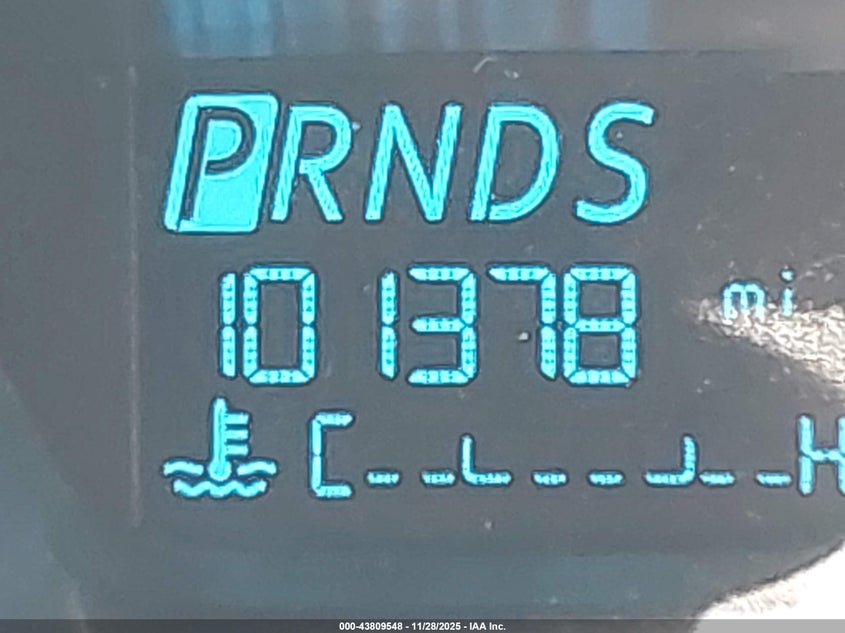 PRNDS
101378 mi
C H
000-43809548 - 11/28/2025 - IAA Inc.